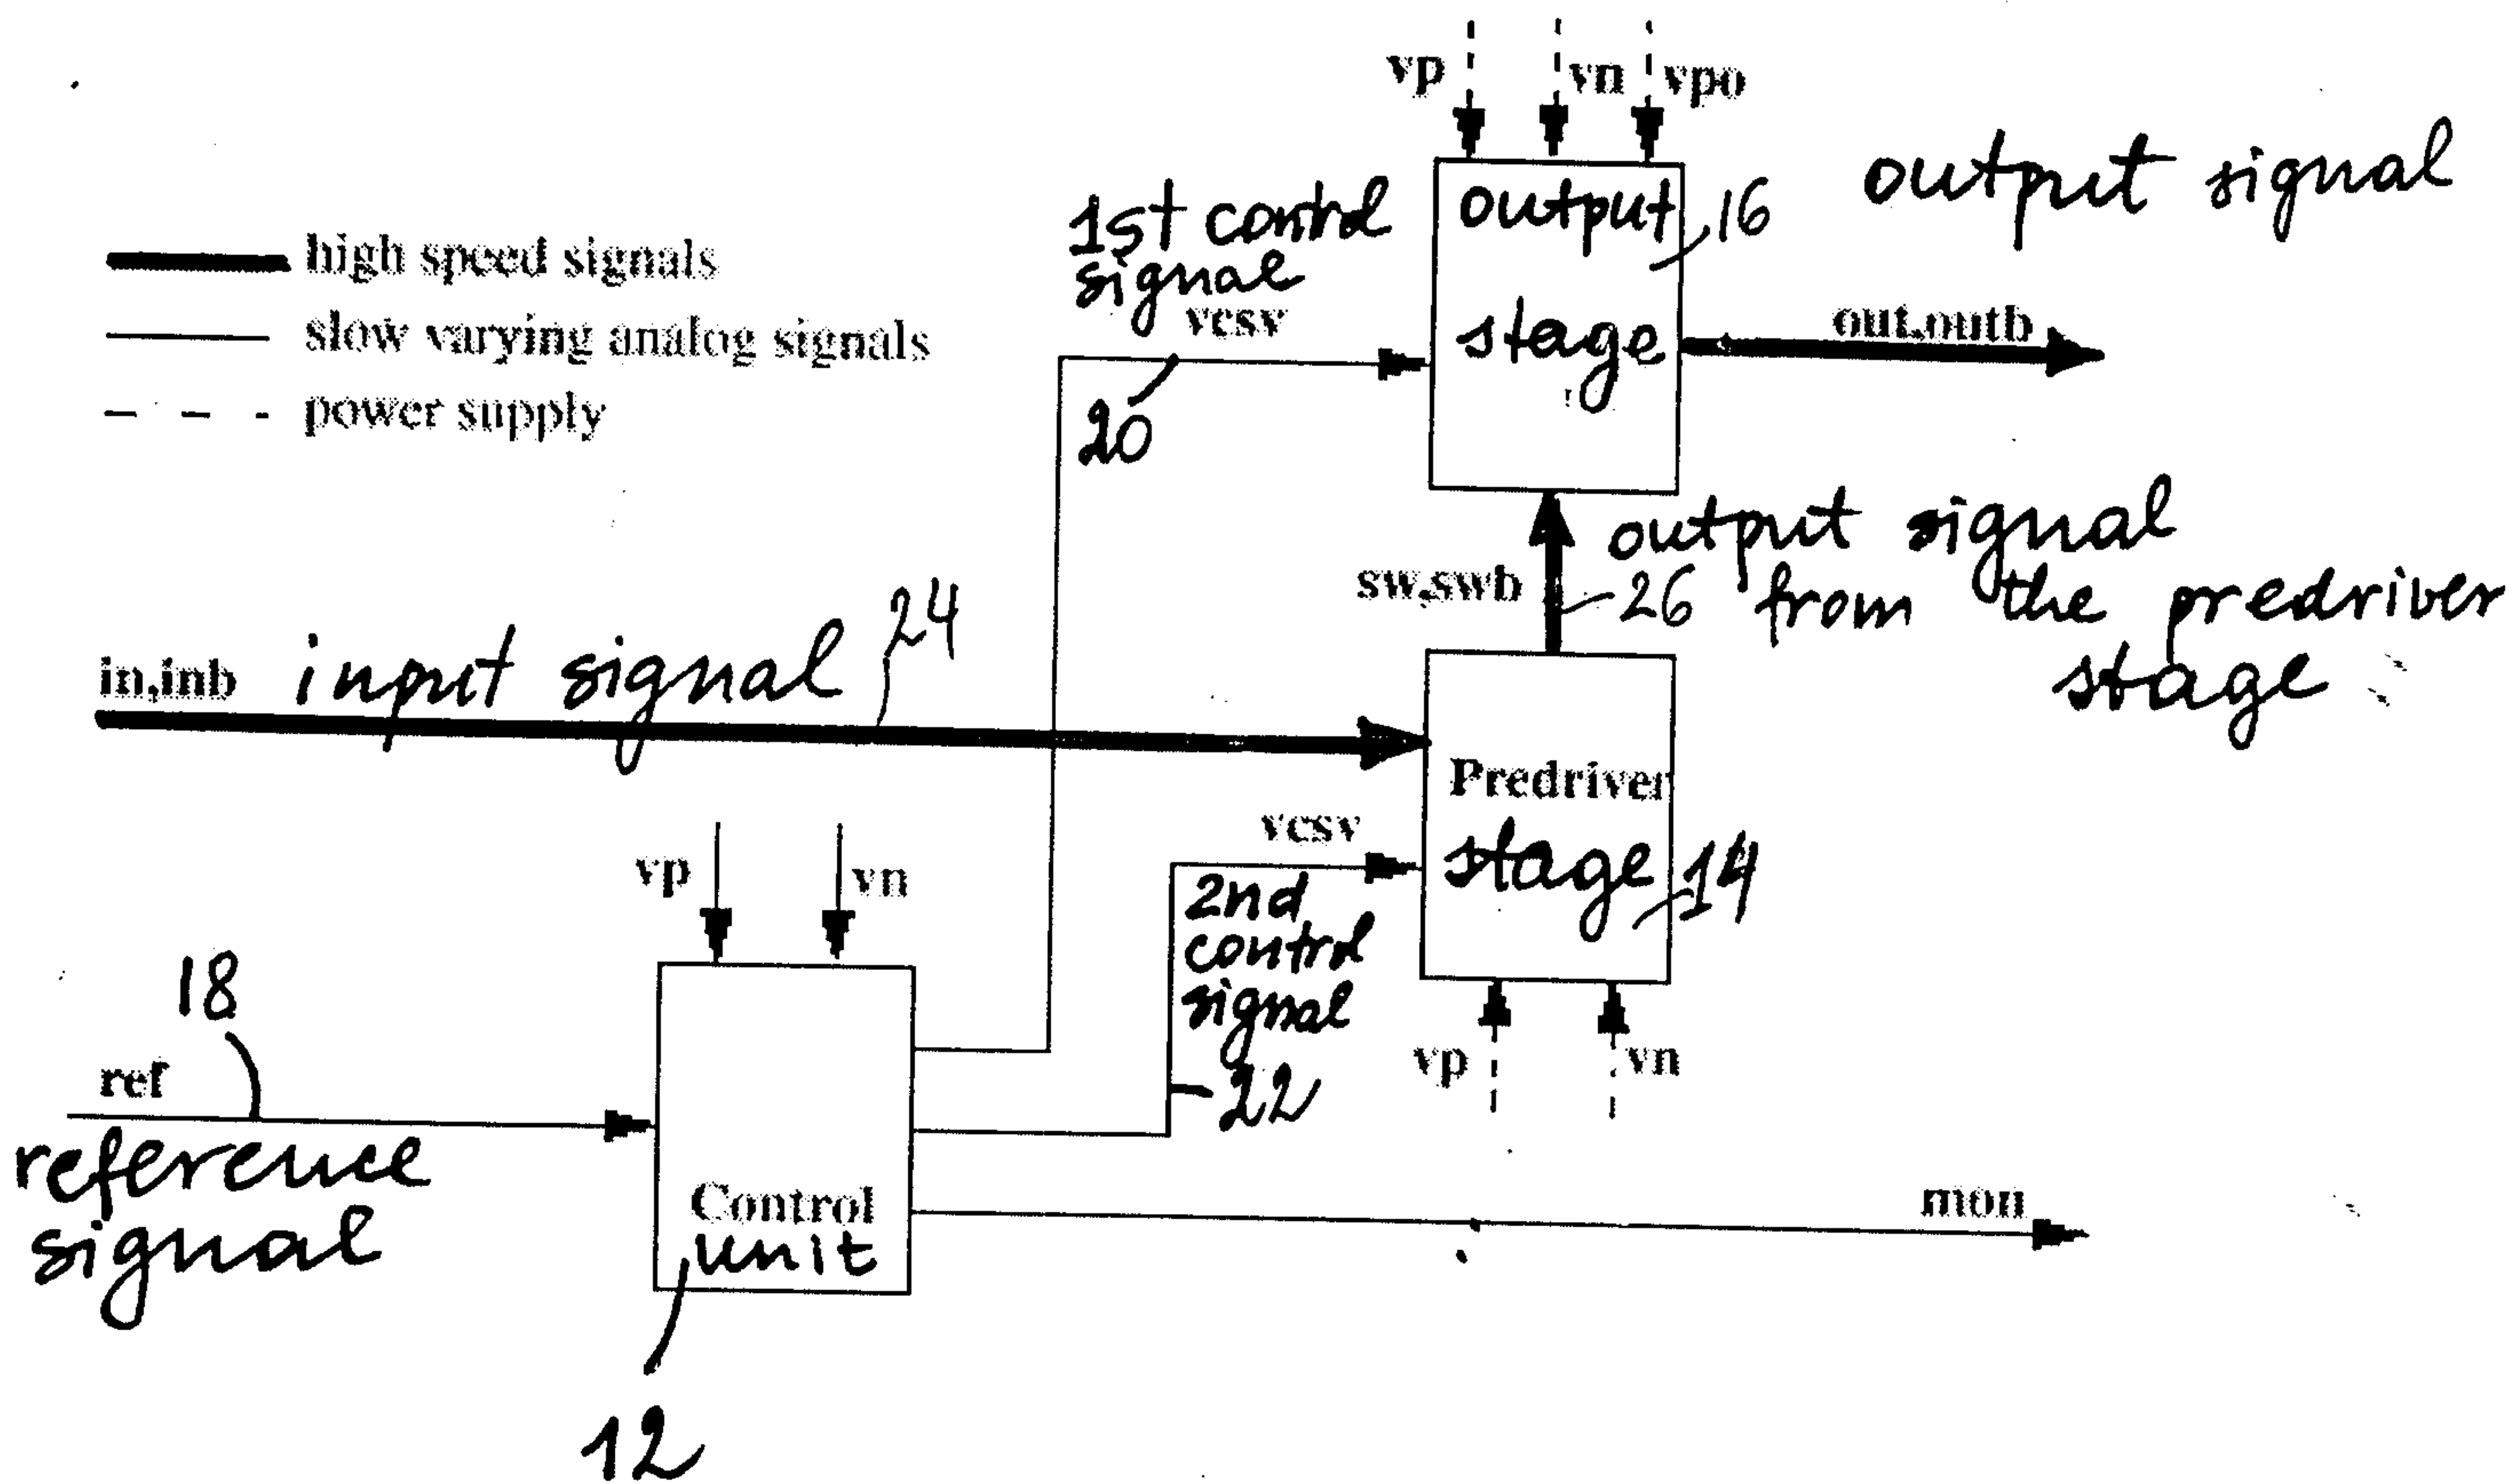 vp
vn
vpo
output
stage
16
output signal
1st control
signal
vcsv
20
out,outb
high speed signals
slow varying analog signals
power supply
output signal
sw,swb
26 from the predriver
stage
in,inb input signal
24
Predriver
stage
14
vcsv
2nd
control
signal
22
vp
vn
vp
vn
18
ref
reference
signal
Control
unit
12
mon